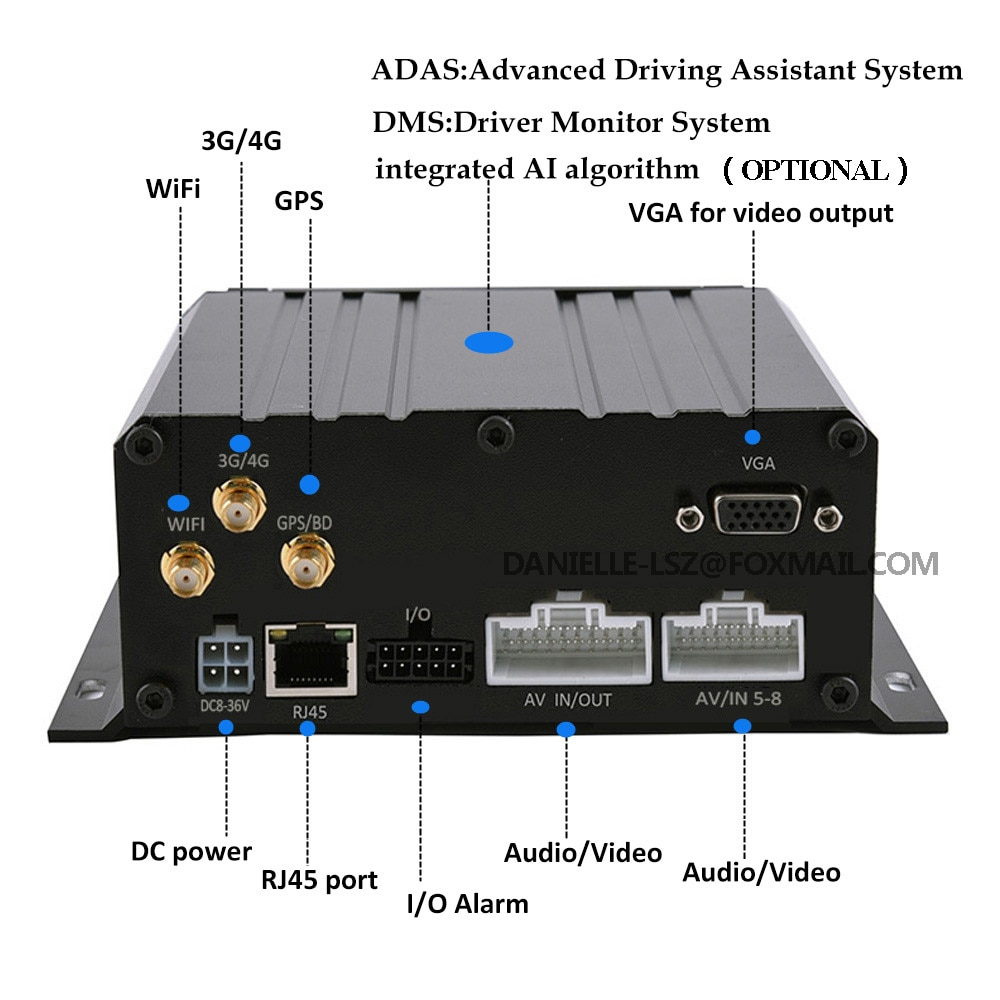 ADAS:Advanced Driving Assistant System
DMS:Driver Monitor System
integrated AI algorithm （OPTIONAL）
3G/4G
WiFi
GPS
VGA for video output
3G/4G
VGA
WIFI
GPS/BD
DANIELLE-LSZ@FOXMAIL.COM
I/O
DC8-36V
RJ45
AV IN/OUT
AV/IN 5-8
DC power
RJ45 port
I/O Alarm
Audio/Video
Audio/Video